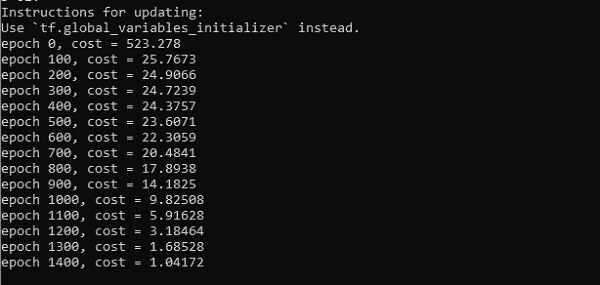 Instructions for updating:
Use `tf.global_variables_initializer` instead.
epoch 0, cost = 523.278
epoch 100, cost = 25.7673
epoch 200, cost = 24.9066
epoch 300, cost = 24.7239
epoch 400, cost = 24.3757
epoch 500, cost = 23.6071
epoch 600, cost = 22.3059
epoch 700, cost = 20.4841
epoch 800, cost = 17.8938
epoch 900, cost = 14.1825
epoch 1000, cost = 9.82508
epoch 1100, cost = 5.91628
epoch 1200, cost = 3.18464
epoch 1300, cost = 1.68528
epoch 1400, cost = 1.04172